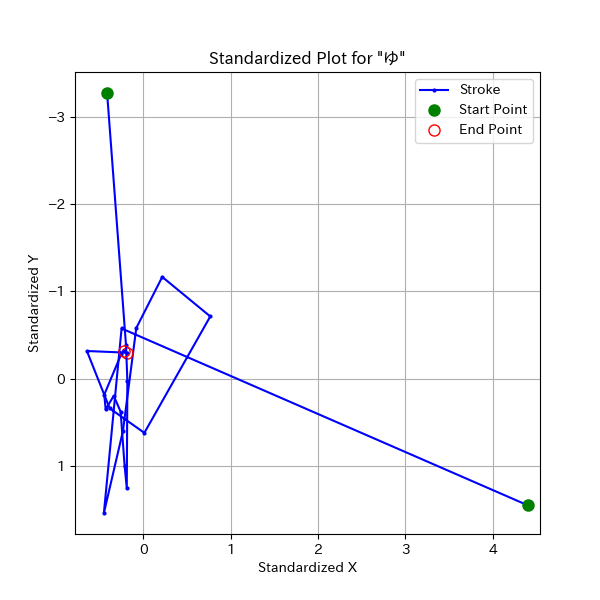 Standardized Plot for "ゆ"
Stroke
Start Point
End Point
Standardized Y
−3
−2
−1
0
1
0 1 2 3 4
Standardized X